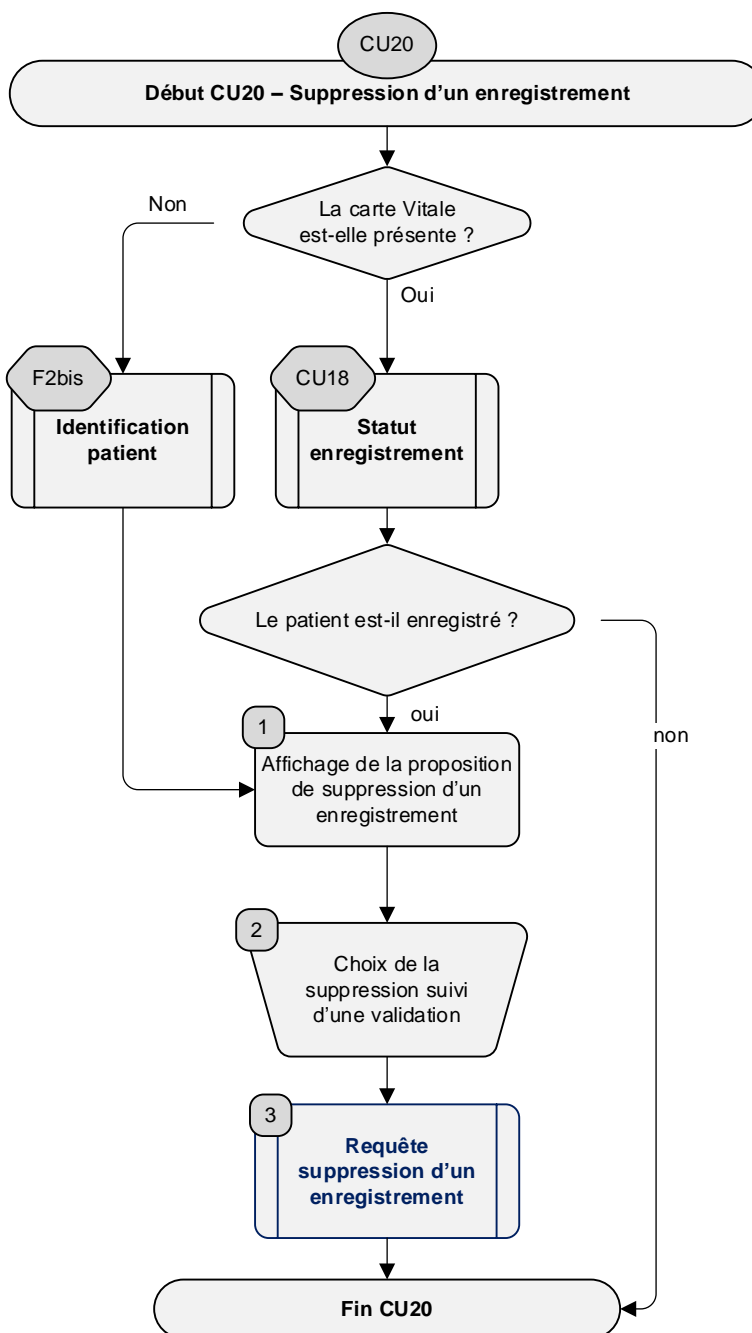 CU20
Début CU20 – Suppression d’un enregistrement
La carte Vitale
est-elle présente ?
Non
Oui
F2bis
Identification
patient
CU18
Statut
enregistrement
Le patient est-il enregistré ?
oui
non
1
Affichage de la proposition
de suppression d’un
enregistrement
2
Choix de la
suppression suivi
d’une validation
3
Requête
suppression d’un
enregistrement
Fin CU20